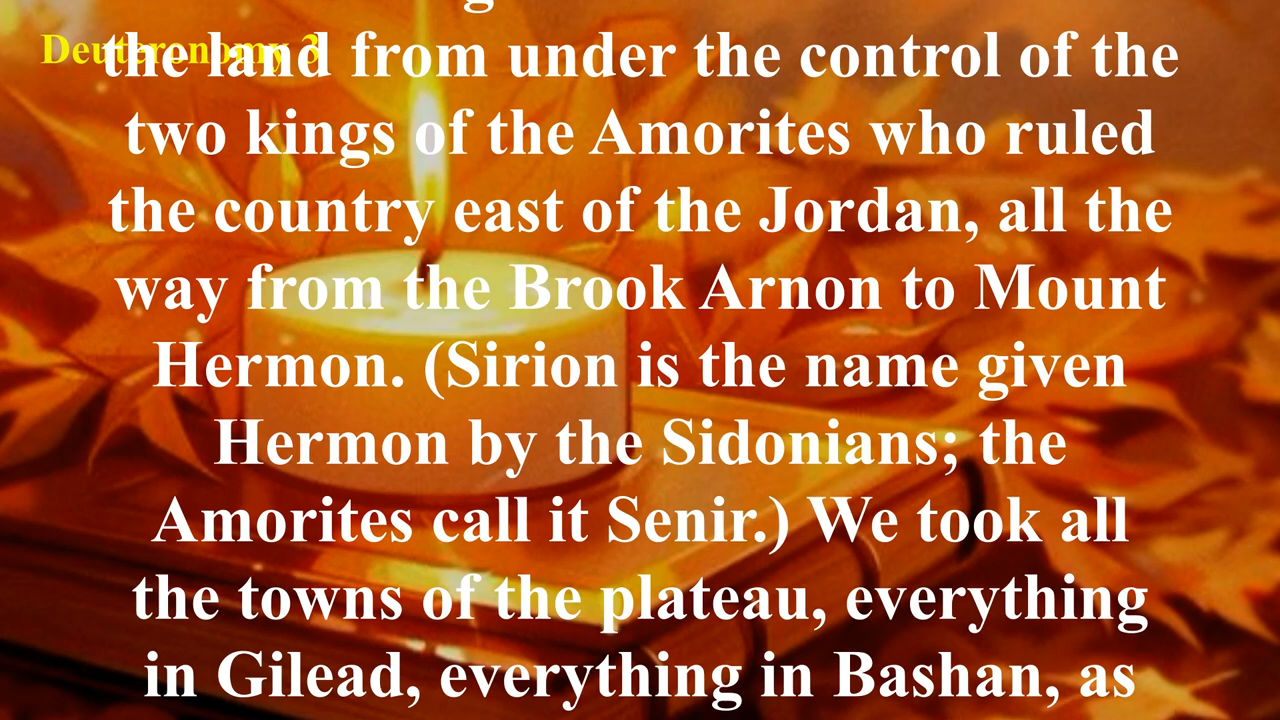 Deuteronomy 3
the land from under the control of the
two kings of the Amorites who ruled
the country east of the Jordan, all the
way from the Brook Arnon to Mount
Hermon. (Sirion is the name given
Hermon by the Sidonians; the
Amorites call it Senir.) We took all
the towns of the plateau, everything
in Gilead, everything in Bashan, as